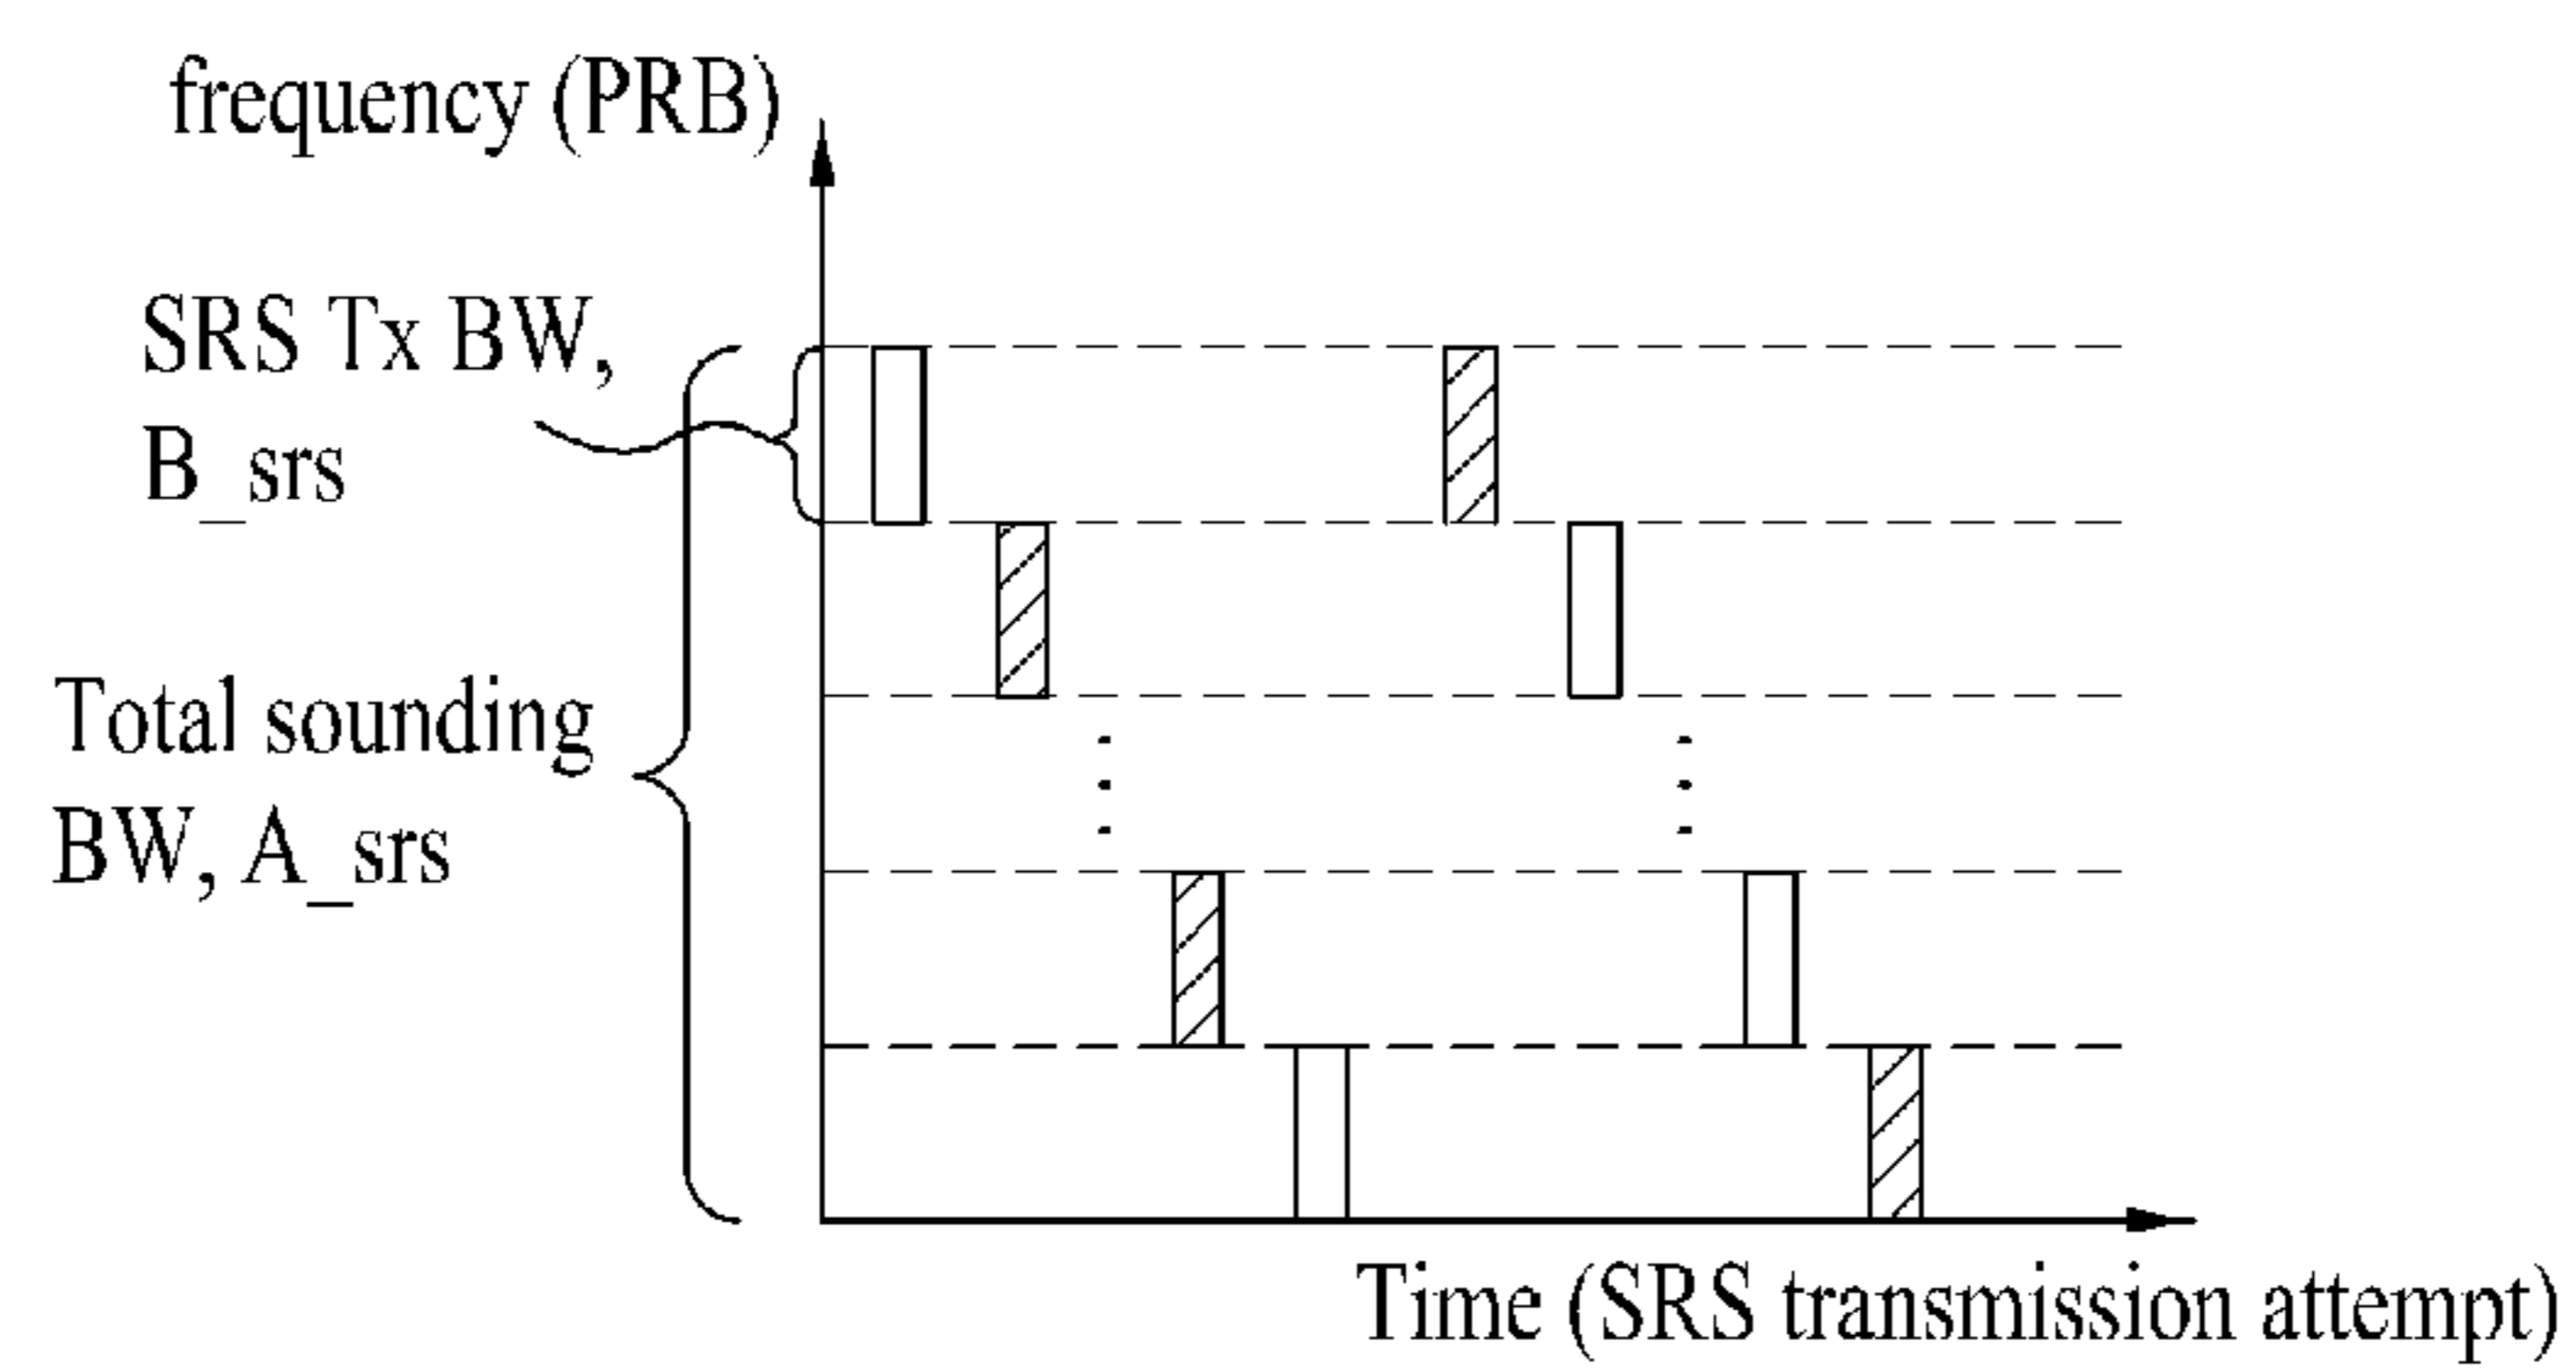 frequency (PRB)
SRS Tx BW,
B_srs
Total sounding
BW, A_srs
Time (SRS transmission attempt)